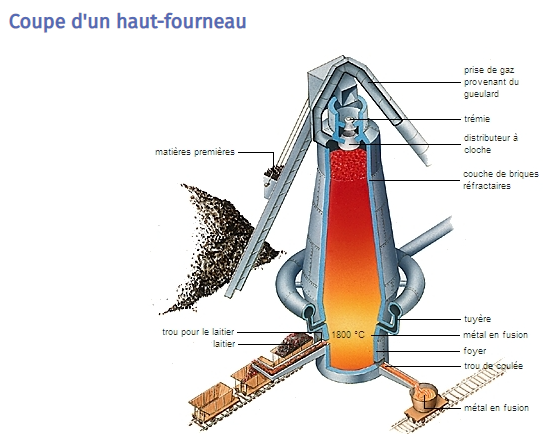 Coupe d'un haut-fourneau
prise de gaz
provenant du
gueulard
trémie
distributeur à
cloche
matières premières
couche de briques
réfractaires
tuyère
trou pour le laitier
1800 °C
métal en fusion
laitier
foyer
trou de coulée
métal en fusion